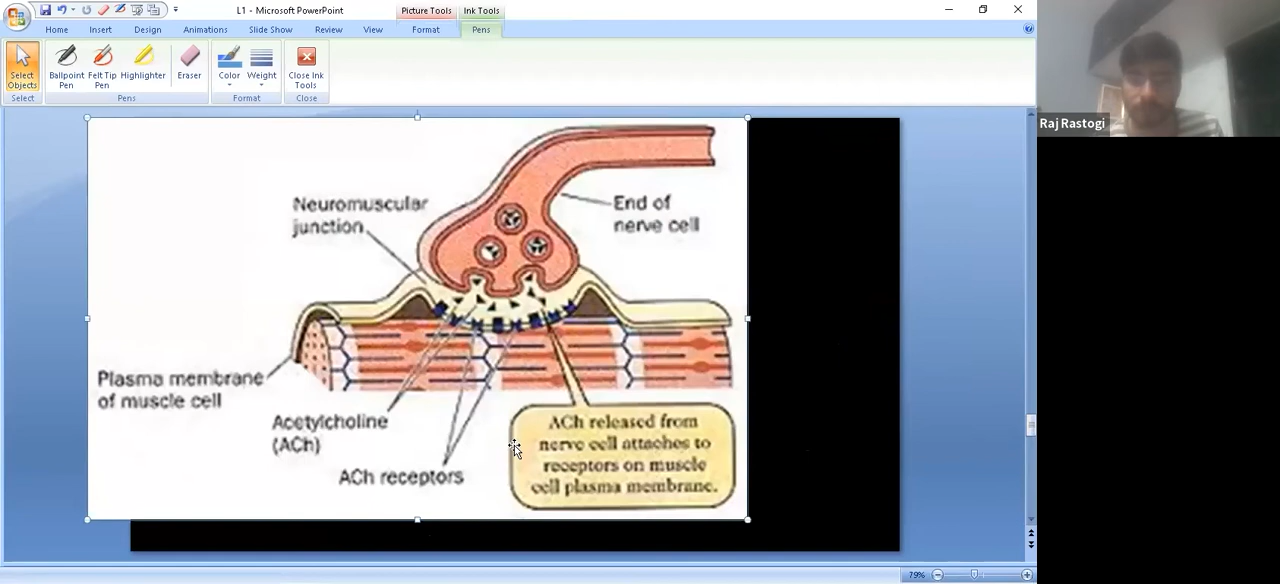 L1 - Microsoft PowerPoint
Picture Tools
Ink Tools
Home
Insert
Design
Animations
Slide Show
Review
View
Format
Pens
Select
Objects
Ballpoint
Pen
Felt Tip
Pen
Highlighter
Eraser
Color
Weight
Close Ink
Tools
Select
Pens
Format
Close
Raj Rastogi
Neuromuscular
junction
End of
nerve cell
Plasma membrane
of muscle cell
Acetylcholine
(ACh)
ACh receptors
ACh released from
nerve cell attaches to
receptors on muscle
cell plasma membrane.
79%